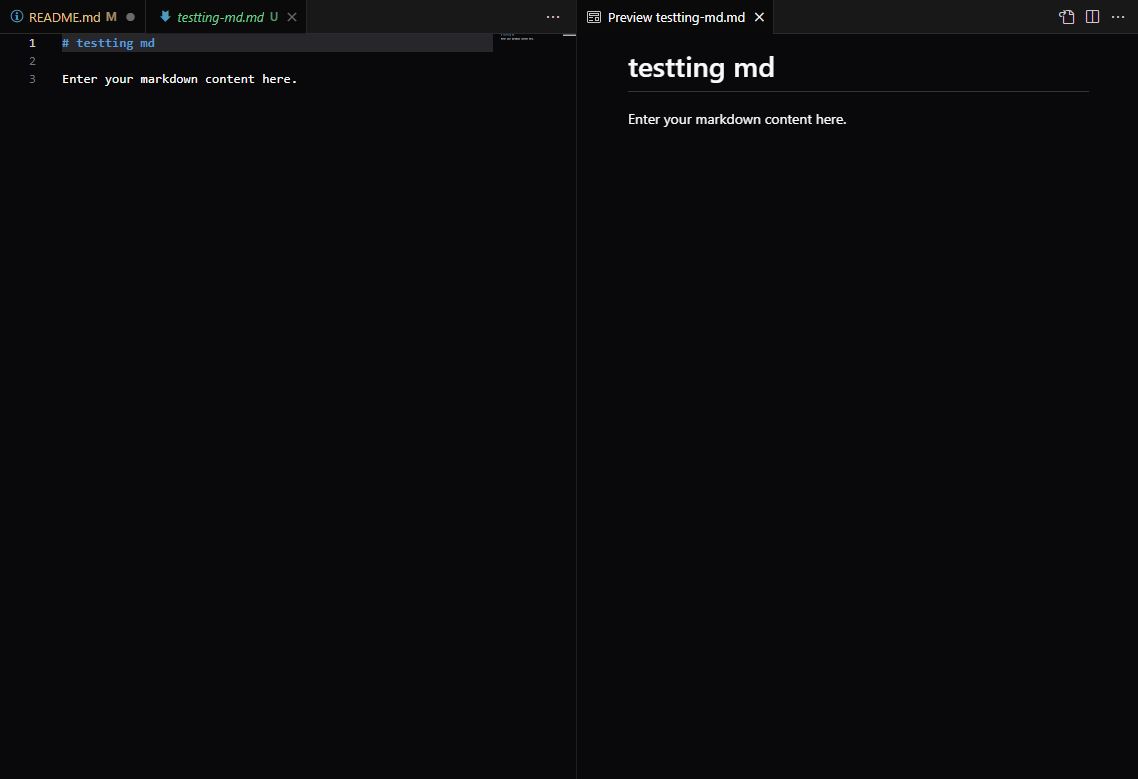 README.md M
testting-md.md U
Preview testting-md.md
1 # testting md
2
3 Enter your markdown content here.
testting md
Enter your markdown content here.